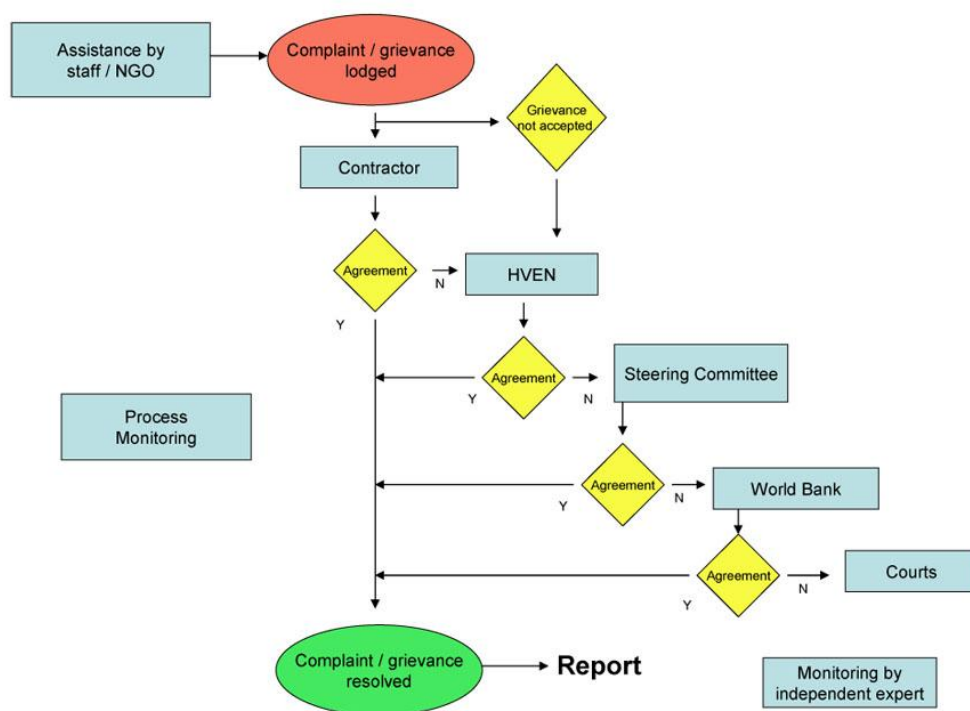 Assistance by
staff / NGO
Complaint / grievance
lodged
Grievance
not accepted
Contractor
Agreement
N
HVEN
Y
Agreement
Y
N
Steering Committee
Process
Monitoring
Agreement
Y
N
World Bank
Agreement
Y
N
Courts
Complaint / grievance
resolved
Report
Monitoring by
independent expert